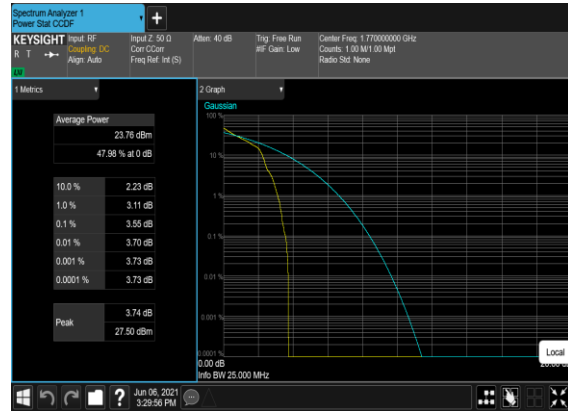 Spectrum Analyzer 1
Power Stat CCDF
KEYSIGHT
R T
LW
Input: RF
Coupling: DC
Align: Auto
Input Z: 50 Ω
Corr CCorr
Freq Ref: Int (S)
Atten: 40 dB
Trig: Free Run
#IF Gain: Low
Center Freq: 1.770000000 GHz
Counts: 1.00 M/1.00 Mpt
Radio Std: None
1 Metrics
Average Power
23.76 dBm
47.98 % at 0 dB
10.0 % 2.23 dB
1.0 % 3.11 dB
0.1 % 3.55 dB
0.01 % 3.70 dB
0.001 % 3.73 dB
0.0001 % 3.73 dB
Peak
3.74 dB
27.50 dBm
2 Graph
Gaussian
100 %
10 %
1 %
0.1 %
0.01 %
0.001 %
0.0001 %
0.00 dB
Info BW 25.000 MHz
Local
?
Jun 06, 2021
3:29:56 PM